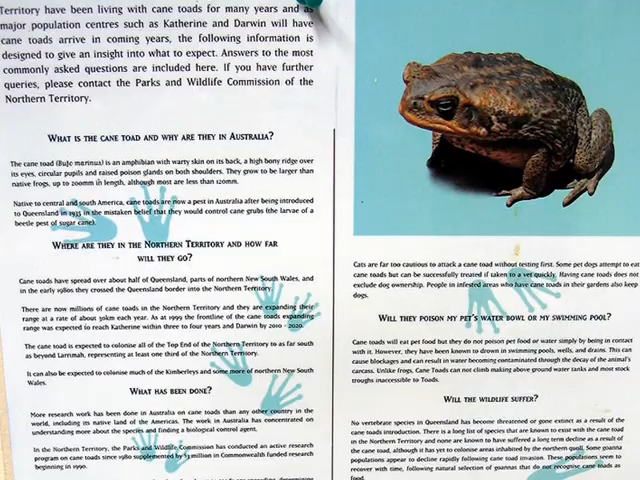 Territory have been living with cane toads for many years and as
major population centres such as Katherine and Darwin will have
cane toads arrive in coming years, the following information is
designed to give an insight into what to expect. Answers to the most
commonly asked questions are included here. If you have further
queries, please contact the Parks and Wildlife Commission of the
Northern Territory.
WHAT IS THE CANE TOAD AND WHY ARE THEY IN AUSTRALIA?
The cane toad (Bufo marinus) is an amphibian with warty skin on its back, a high bony ridge over
its eyes, circular pupils and raised poison glands on both shoulders. They grow to be larger than
native frogs, up to 200mm in length, although most are less than 120mm.
Native to central and south America, cane toads are now a pest in Australia after being introduced
to Queensland in 1935 in the mistaken belief that they would control cane grubs (the larvae of a
beetle pest of sugar cane).
WHERE ARE THEY IN THE NORTHERN TERRITORY AND HOW FAR
WILL THEY GO?
Cane toads have spread over about half of Queensland, parts of northern New South Wales, and
in the early 1980s they crossed the Queensland border into the Northern Territory.
There are now millions of cane toads in the Northern Territory and they are expanding their
range at a rate of about 30km each year. As at 1999 the frontline of the cane toads expanding
range was expected to reach Katherine within three to four years and Darwin by 2010 - 2020.
The cane toad is expected to colonise all of the Top End of the Northern Territory to as far south
as beyond Larrimah, representing at least one third of the Northern Territory.
It can also be expected to colonise much of the Kimberleys and some more of northern New South
Wales.
WHAT HAS BEEN DONE?
More research work has been done in Australia on cane toads than any other country in the
world, including its native land of the Americas. The work in Australia has concentrated on
understanding more about the species and finding a biological control agent.
In the Northern Territory, the Parks and Wildlife Commission has conducted an active research
program on cane toads since 1980 supplemented by $3 million in Commonwealth funded research
beginning in 1990.
Cats are far too cautious to attack a cane toad without testing first. Some pet dogs attempt to eat
cane toads but can be successfully treated if taken to a vet quickly. Having cane toads does not
exclude dog ownership. People in infested areas who have cane toads in their gardens also keep
dogs.
WILL THEY POISON MY PET'S WATER BOWL OR MY SWIMMING POOL?
Cane toads will eat pet food but they do not poison pet food or water simply by being in contact
with it. However, they have been known to drown in swimming pools, wells, and drains. This can
cause blockages and can result in water becoming contaminated through the decay of the animal's
carcass. Unlike frogs, Cane Toads can not climb making above ground water tanks and most stock
troughs inaccessible to Toads.
WILL THE WILDLIFE SUFFER?
No vertebrate species in Queensland has become threatened or gone extinct as a result of the
cane toads introduction. There is a long list of species that are known to exist with the cane toad
in the Northern Territory and none are known to have suffered a long term decline as a result of the
cane toad, although it has yet to colonise areas inhabited by the northern quoll. Some goanna
populations appear to decline rapidly following cane toad invasion. These populations seem to
recover with time, following natural selection of goannas that do not recognise cane toads as
food.